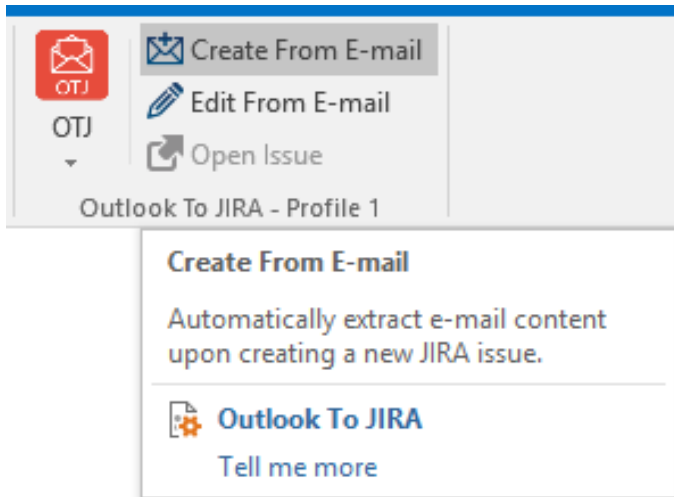 OTJ
OTJ
Create From E-mail
Edit From E-mail
Open Issue
Outlook To JIRA - Profile 1
Create From E-mail
Automatically extract e-mail content
upon creating a new JIRA issue.
Outlook To JIRA
Tell me more